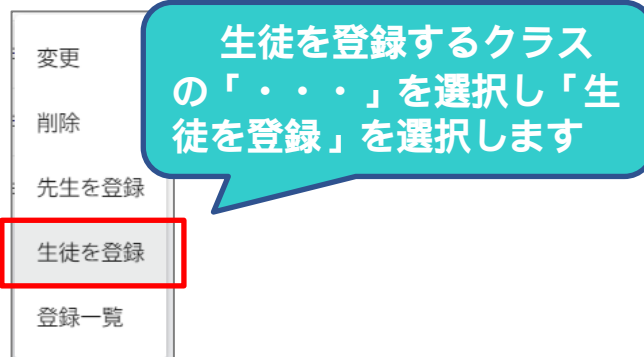 変更
削除
先生を登録
生徒を登録
登録一覧
生徒を登録するクラス
の「・・・」を選択し「生
徒を登録」を選択します